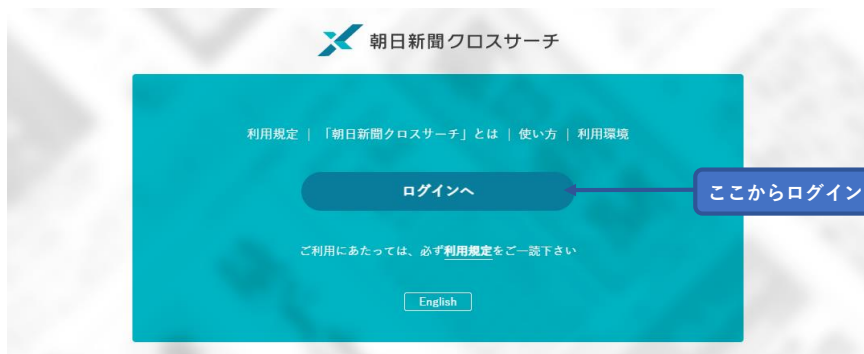 朝日新聞クロスサーチ
利用規定 | 「朝日新聞クロスサーチ」とは | 使い方 | 利用環境
ログインへ
ここからログイン
ご利用にあたっては、必ず利用規定をご一読下さい
English